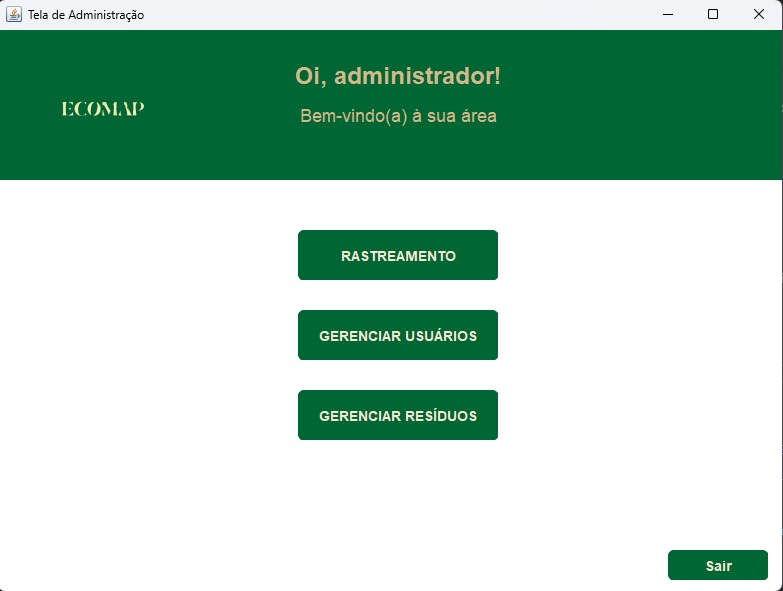 Tela de Administração
Oi, administrador!
ECOMAP
Bem-vindo(a) à sua área
RASTREAMENTO
GERENCIAR USUÁRIOS
GERENCIAR RESÍDUOS
Sair